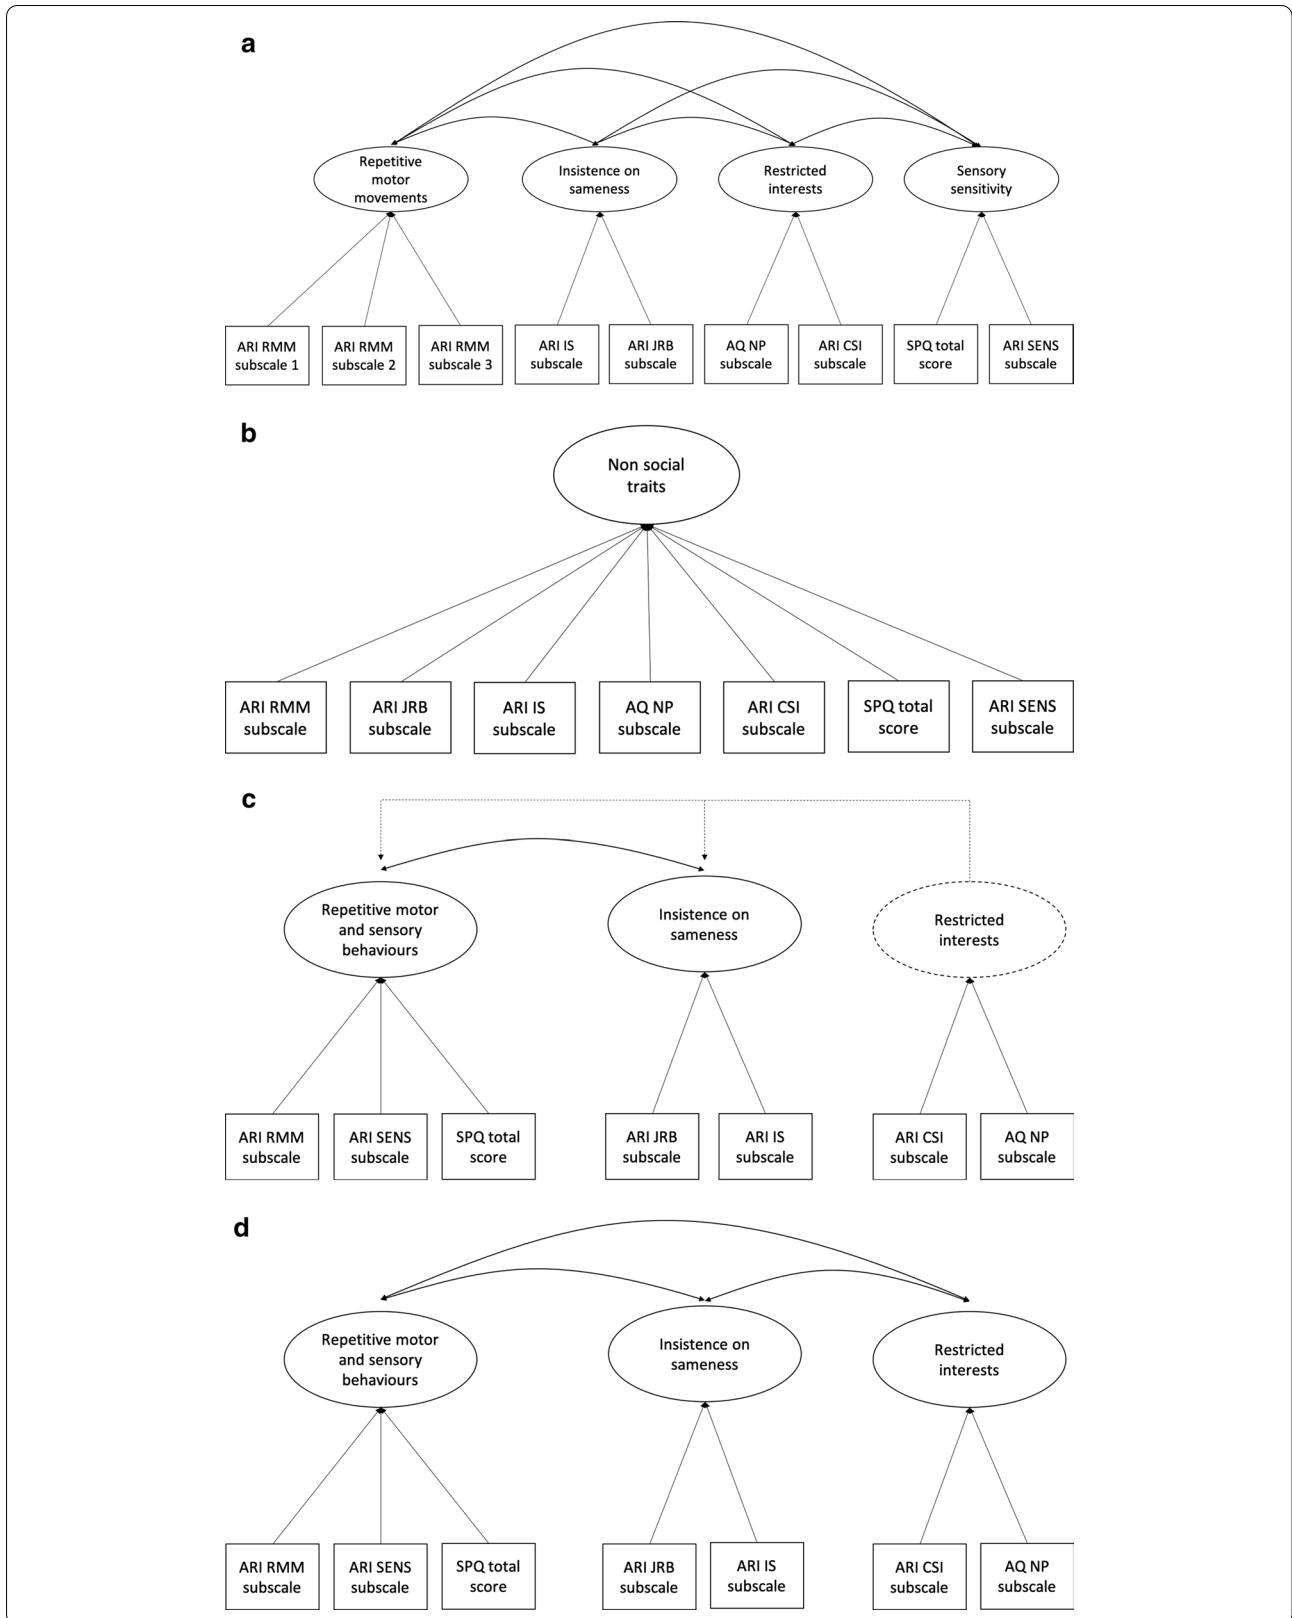 a
Repetitive
motor
movements
Insistence on
sameness
Restricted
interests
Sensory
sensitivity
ARI RMM
subscale 1
ARI RMM
subscale 2
ARI RMM
subscale 3
ARI IS
subscale
ARI JRB
subscale
AQ NP
subscale
ARI CSI
subscale
SPQ total
score
ARI SENS
subscale
b
Non social
traits
ARI RMM
subscale
ARI JRB
subscale
ARI IS
subscale
AQ NP
subscale
ARI CSI
subscale
SPQ total
score
ARI SENS
subscale
c
Repetitive motor
and sensory
behaviours
Insistence on
sameness
Restricted
interests
ARI RMM
subscale
ARI SENS
subscale
SPQ total
score
ARI JRB
subscale
ARI IS
subscale
ARI CSI
subscale
AQ NP
subscale
d
Repetitive motor
and sensory
behaviours
Insistence on
sameness
Restricted
interests
ARI RMM
subscale
ARI SENS
subscale
SPQ total
score
ARI JRB
subscale
ARI IS
subscale
ARI CSI
subscale
AQ NP
subscale